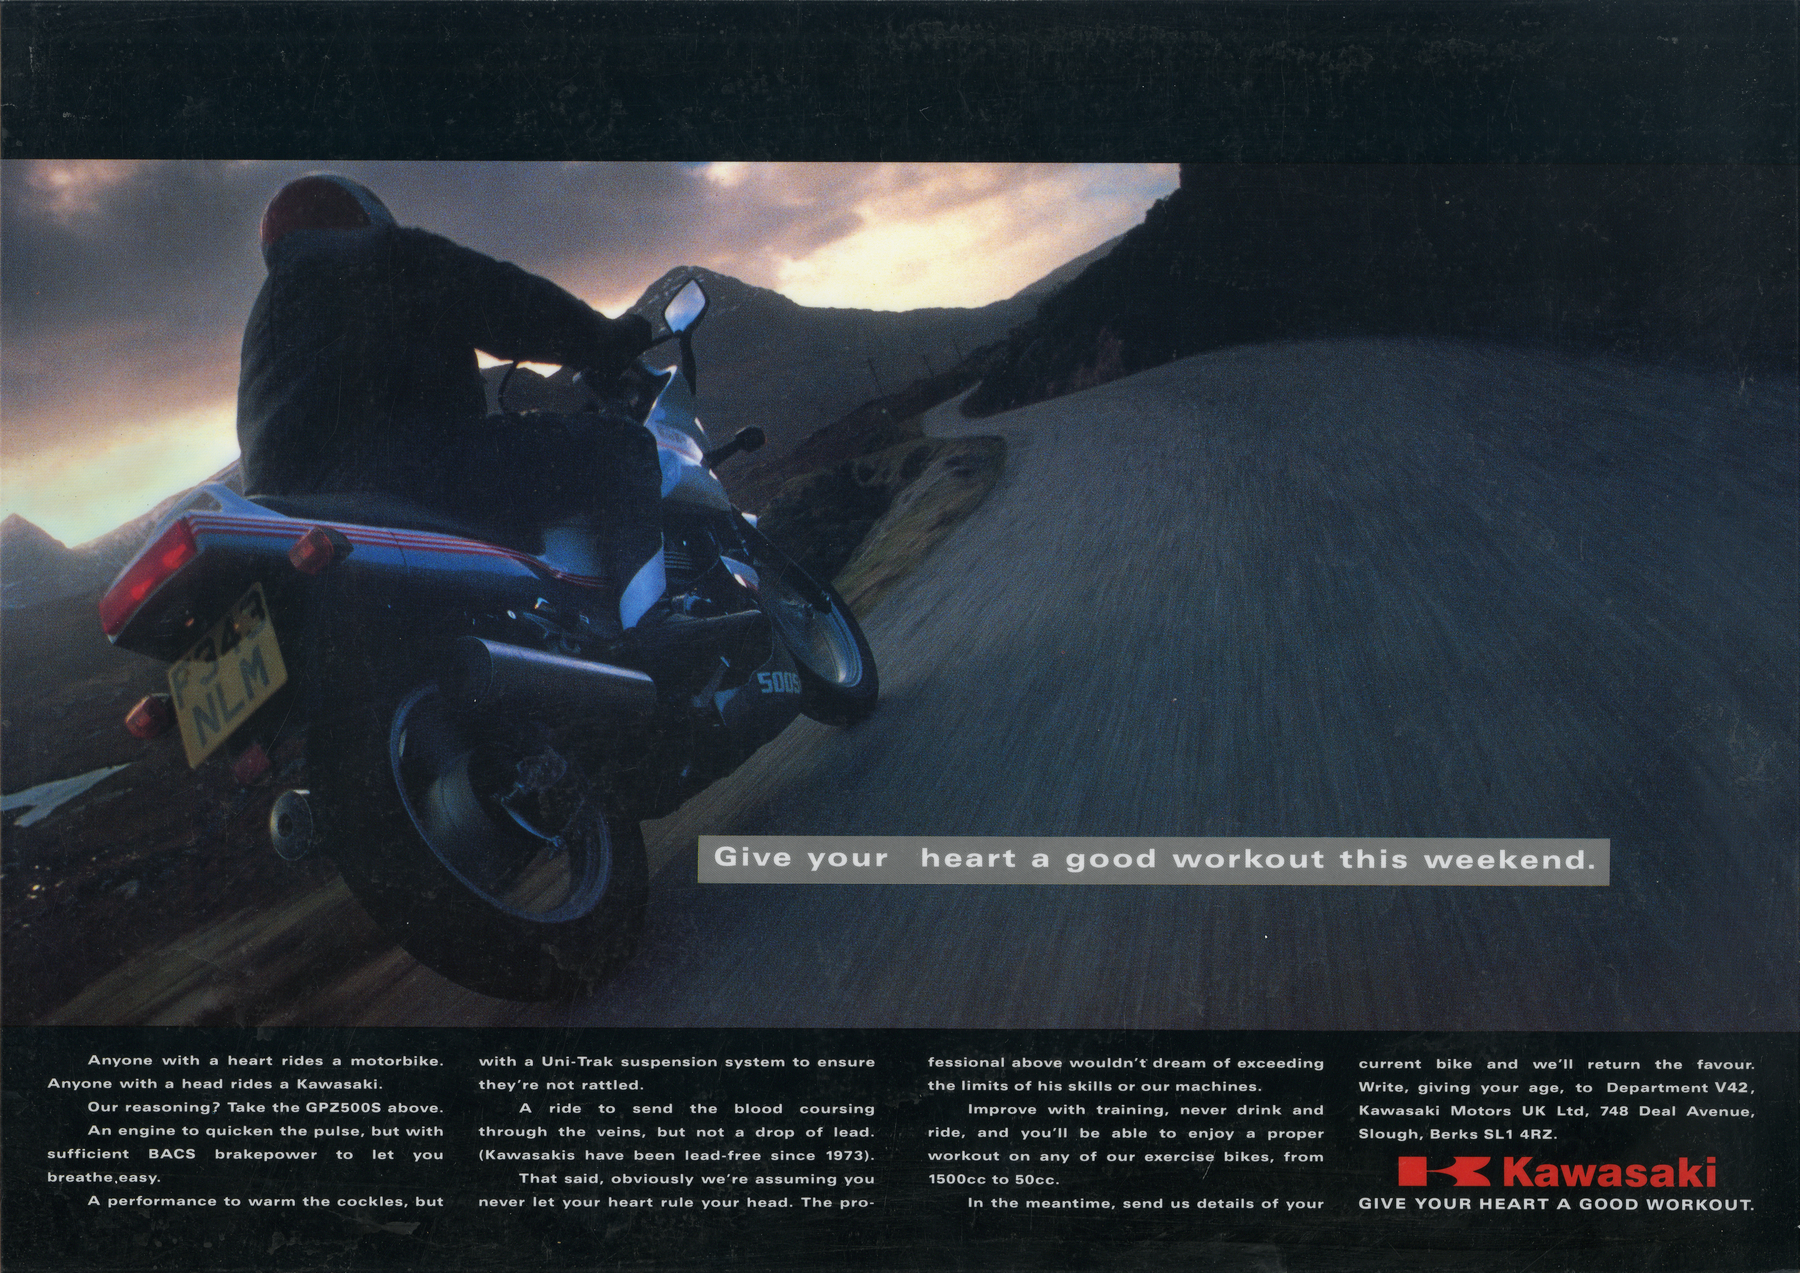 F343
NLM
500S
Give your heart a good workout this weekend.
Anyone with a heart rides a motorbike.
Anyone with a head rides a Kawasaki.
Our reasoning? Take the GPZ500S above.
An engine to quicken the pulse, but with
sufficient BACS brakepower to let you
breathe,easy.
A performance to warm the cockles, but
with a Uni-Trak suspension system to ensure
they're not rattled.
A ride to send the blood coursing
through the veins, but not a drop of lead.
(Kawasakis have been lead-free since 1973).
That said, obviously we're assuming you
never let your heart rule your head. The pro-
fessional above wouldn't dream of exceeding
the limits of his skills or our machines.
Improve with training, never drink and
ride, and you'll be able to enjoy a proper
workout on any of our exercise bikes, from
1500cc to 50cc.
In the meantime, send us details of your
current bike and we'll return the favour.
Write, giving your age, to Department V42,
Kawasaki Motors UK Ltd, 748 Deal Avenue,
Slough, Berks SL1 4RZ.
Kawasaki
GIVE YOUR HEART A GOOD WORKOUT.